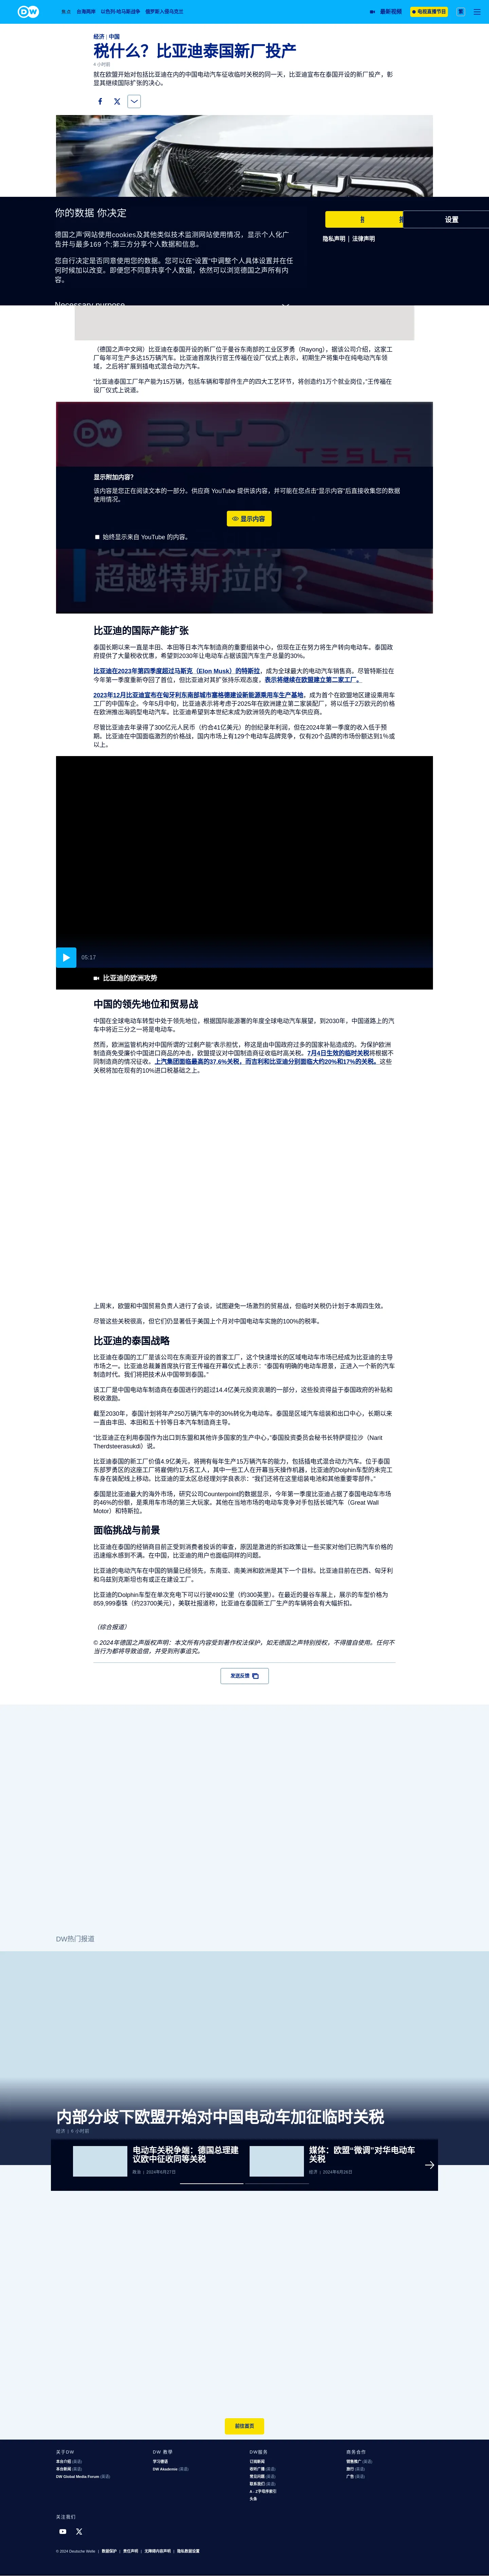 DW
焦点 台海两岸 以色列-哈马斯战争 俄罗斯入侵乌克兰 最新视频 电视直播节目 繁
经济 | 中国
税什么？比亚迪泰国新厂投产
就在欧盟开始对包括比亚迪在内的中国电动汽车征收临时关税的同一天，比亚迪宣布在泰国开设的新厂投产，彰显其继续国际扩张的决心。
你的数据 你决定
德国之声'网站使用cookies及其他类似技术监测网站使用情况，显示个人化广告并与最多169 个;第三方分享个人数据和信息。
您自行决定是否同意使用您的数据。您可以在“设置”中调整个人具体设置并在任何时候加以改变。即便您不同意共享个人数据，依然可以浏览德国之声所有内容。
Necessary purpose
设置
隐私声明 | 法律声明
（德国之声中文网）比亚迪在泰国开设的新厂位于曼谷东南部的工业区罗勇（Rayong），据该公司介绍，这家工厂每年可生产多达15万辆汽车。比亚迪首席执行官王传福在设厂仪式上表示，初期生产将集中在纯电动汽车领域，之后将扩展到插电式混合动力汽车。
“比亚迪泰国工厂年产能为15万辆，包括车辆和零部件生产的四大工艺环节，将创造约1万个就业岗位，”王传福在设厂仪式上说道。
DW BYD TESLA
显示附加内容？
该内容是您正在阅读文本的一部分。供应商 YouTube 提供该内容，并可能在您点击“显示内容”后直接收集您的数据使用情况。
显示内容
始终显示来自 YouTube 的内容。
比亚迪是如何
超越特斯拉的？
比亚迪的国际产能扩张
泰国长期以来一直是丰田、本田等日本汽车制造商的重要组装中心，但现在正在努力将生产转向电动车。泰国政府提供了大量税收优惠，希望到2030年让电动车占据该国汽车生产总量的30%。
比亚迪在2023年第四季度超过马斯克（Elon Musk）的特斯拉，成为全球最大的电动汽车销售商。尽管特斯拉在今年第一季度重新夺回了首位，但比亚迪对其扩张持乐观态度，表示将继续在欧盟建立第二家工厂。
2023年12月比亚迪宣布在匈牙利东南部城市塞格德建设新能源乘用车生产基地，成为首个在欧盟地区建设乘用车工厂的中国车企。今年5月中旬，比亚迪表示将考虑于2025年在欧洲建立第二家装配厂，将以低于2万欧元的价格在欧洲推出海鸥型电动汽车。比亚迪希望到本世纪末成为欧洲领先的电动汽车供应商。
尽管比亚迪去年录得了300亿元人民币（约合41亿美元）的创纪录年利润，但在2024年第一季度的收入低于预期。比亚迪在中国面临激烈的价格战，国内市场上有129个电动车品牌竞争，仅有20个品牌的市场份额达到1％或以上。
05:17
比亚迪的欧洲攻势
中国的领先地位和贸易战
中国在全球电动车转型中处于领先地位，根据国际能源署的年度全球电动汽车展望，到2030年，中国道路上的汽车中将近三分之一将是电动车。
然而，欧洲监管机构对中国所谓的“过剩产能”表示担忧，称这是由中国政府过多的国家补贴造成的。为保护欧洲制造商免受廉价中国进口商品的冲击，欧盟提议对中国制造商征收临时高关税。7月4日生效的临时关税将根据不同制造商的情况征收。上汽集团面临最高的37.6%关税，而吉利和比亚迪分别面临大约20%和17%的关税。这些关税将加在现有的10%进口税基础之上。
上周末，欧盟和中国贸易负责人进行了会谈，试图避免一场激烈的贸易战，但临时关税仍计划于本周四生效。
尽管这些关税很高，但它们仍显著低于美国上个月对中国电动车实施的100%的税率。
比亚迪的泰国战略
比亚迪在泰国的工厂是该公司在东南亚开设的首家工厂，这个快速增长的区域电动车市场已经成为比亚迪的主导市场之一。比亚迪总裁兼首席执行官王传福在开幕仪式上表示：“泰国有明确的电动车愿景，正进入一个新的汽车制造时代。我们将把技术从中国带到泰国。”
该工厂是中国电动车制造商在泰国进行的超过14.4亿美元投资浪潮的一部分，这些投资得益于泰国政府的补贴和税收激励。
截至2030年，泰国计划将年产250万辆汽车中的30%转化为电动车。泰国是区域汽车组装和出口中心，长期以来一直由丰田、本田和五十铃等日本汽车制造商主导。
“比亚迪正在利用泰国作为出口到东盟和其他许多国家的生产中心，”泰国投资委员会秘书长特萨提拉沙（Narit Therdsteerasukdi）说。
比亚迪泰国的新工厂价值4.9亿美元，将拥有每年生产15万辆汽车的能力，包括插电式混合动力汽车。位于泰国东部罗勇区的这座工厂将雇佣约1万名工人，其中一些工人在开幕当天操作机器，比亚迪的Dolphin车型的未完工车身在装配线上移动。比亚迪的亚太区总经理刘学良表示：“我们还将在这里组装电池和其他重要零部件。”
泰国是比亚迪最大的海外市场，研究公司Counterpoint的数据显示，今年第一季度比亚迪占据了泰国电动车市场的46%的份额，是乘用车市场的第三大玩家。其他在当地市场的电动车竞争对手包括长城汽车（Great Wall Motor）和特斯拉。
面临挑战与前景
比亚迪在泰国的经销商目前正受到消费者投诉的审查，原因是激进的折扣政策让一些买家对他们已购汽车价格的迅速缩水感到不满。在中国，比亚迪的用户也面临同样的问题。
比亚迪的电动汽车在中国的销量已经领先，东南亚、南美洲和欧洲是其下一个目标。比亚迪目前在巴西、匈牙利和乌兹别克斯坦也有或正在建设工厂。
比亚迪的Dolphin车型在单次充电下可以行驶490公里（约300英里）。在最近的曼谷车展上，展示的车型价格为859,999泰铢（约23700美元），美联社报道称，比亚迪在泰国新工厂生产的车辆将会有大幅折扣。
（综合报道）
© 2024年德国之声版权声明：本文所有内容受到著作权法保护，如无德国之声特别授权，不得擅自使用。任何不当行为都将导致追偿，并受到刑事追究。
发送反馈
DW热门报道
内部分歧下欧盟开始对中国电动车加征临时关税
电动车关税争端：德国总理建议欧中征收同等关税
政治 | 2024年6月27日
媒体：欧盟“微调”对华电动车关税
经济 | 2024年6月26日
前往首页
关于DW DW 教学 DW服务 商务合作
本台介绍 (英语)
本台新闻 (英语)
DW Global Media Forum (英语)
学习德语
DW Akademie (英语)
订阅新闻
收听广播 (英语)
常见问题 (英语)
联系我们 (英语)
A - Z字母序索引
头条
销售推广 (英语)
旅行 (英语)
广告 (英语)
关注我们
© 2024 Deutsche Welle | 数据保护 | 责任声明 | 无障碍内容声明 | 隐私数据设置